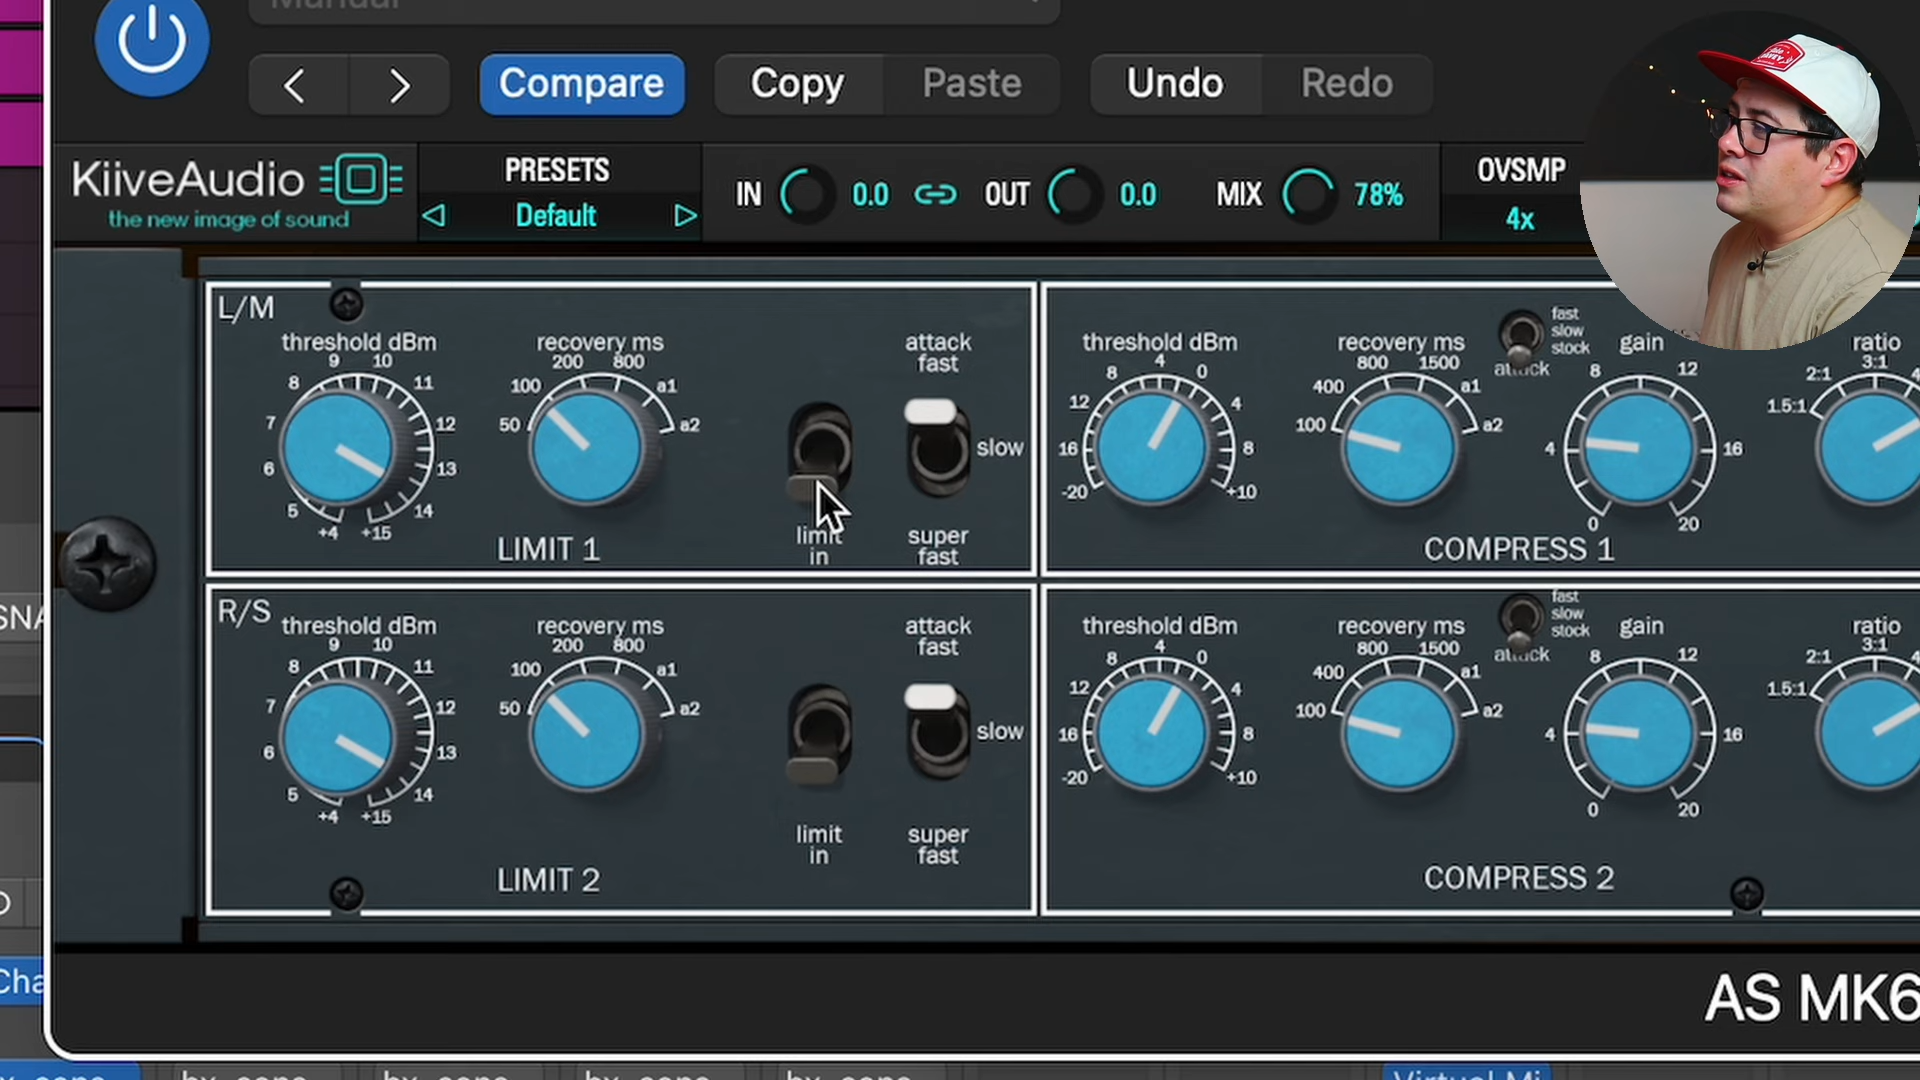 Manual
Compare
Copy
Paste
Undo
Redo
KiiveAudio
the new image of sound
PRESETS
Default
IN 0.0
OUT 0.0
MIX 78%
OVSMP
4x
L/M
threshold dBm
+4 5 6 7 8 9 10 11 12 13 14 +15
recovery ms
50 100 200 800 a1 a2
limit
in
attack
fast
slow
super
fast
LIMIT 1
threshold dBm
-20 16 12 8 4 0 4 8 +10
recovery ms
100 400 800 1500 a1 a2
fast
slow
stock
attack
gain
0 4 8 12 16 20
ratio
1.5:1 2:1 3:1
COMPRESS 1
R/S
threshold dBm
+4 5 6 7 8 9 10 11 12 13 14 +15
recovery ms
50 100 200 800 a1 a2
limit
in
attack
fast
slow
super
fast
LIMIT 2
threshold dBm
-20 16 12 8 4 0 4 8 +10
recovery ms
100 400 800 1500 a1 a2
fast
slow
stock
attack
gain
0 4 8 12 16 20
ratio
1.5:1 2:1 3:1
COMPRESS 2
AS MK6